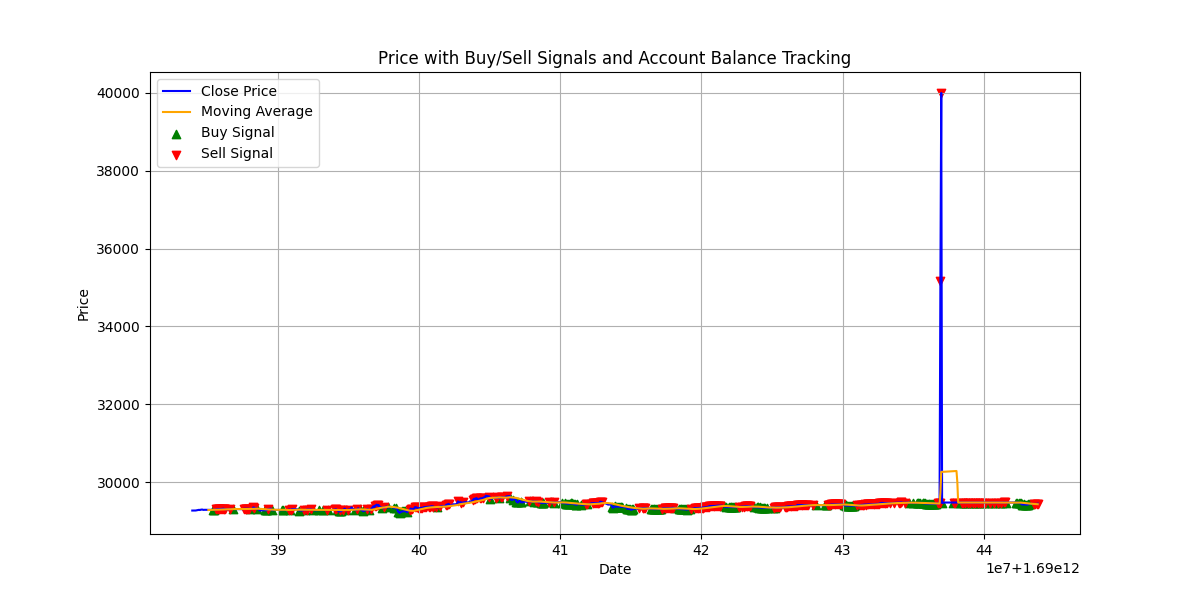 Price with Buy/Sell Signals and Account Balance Tracking
Close Price
Moving Average
Buy Signal
Sell Signal
40000
38000
36000
34000
32000
30000
Price
39 40 41 42 43 44
Date
1e7+1.69e12